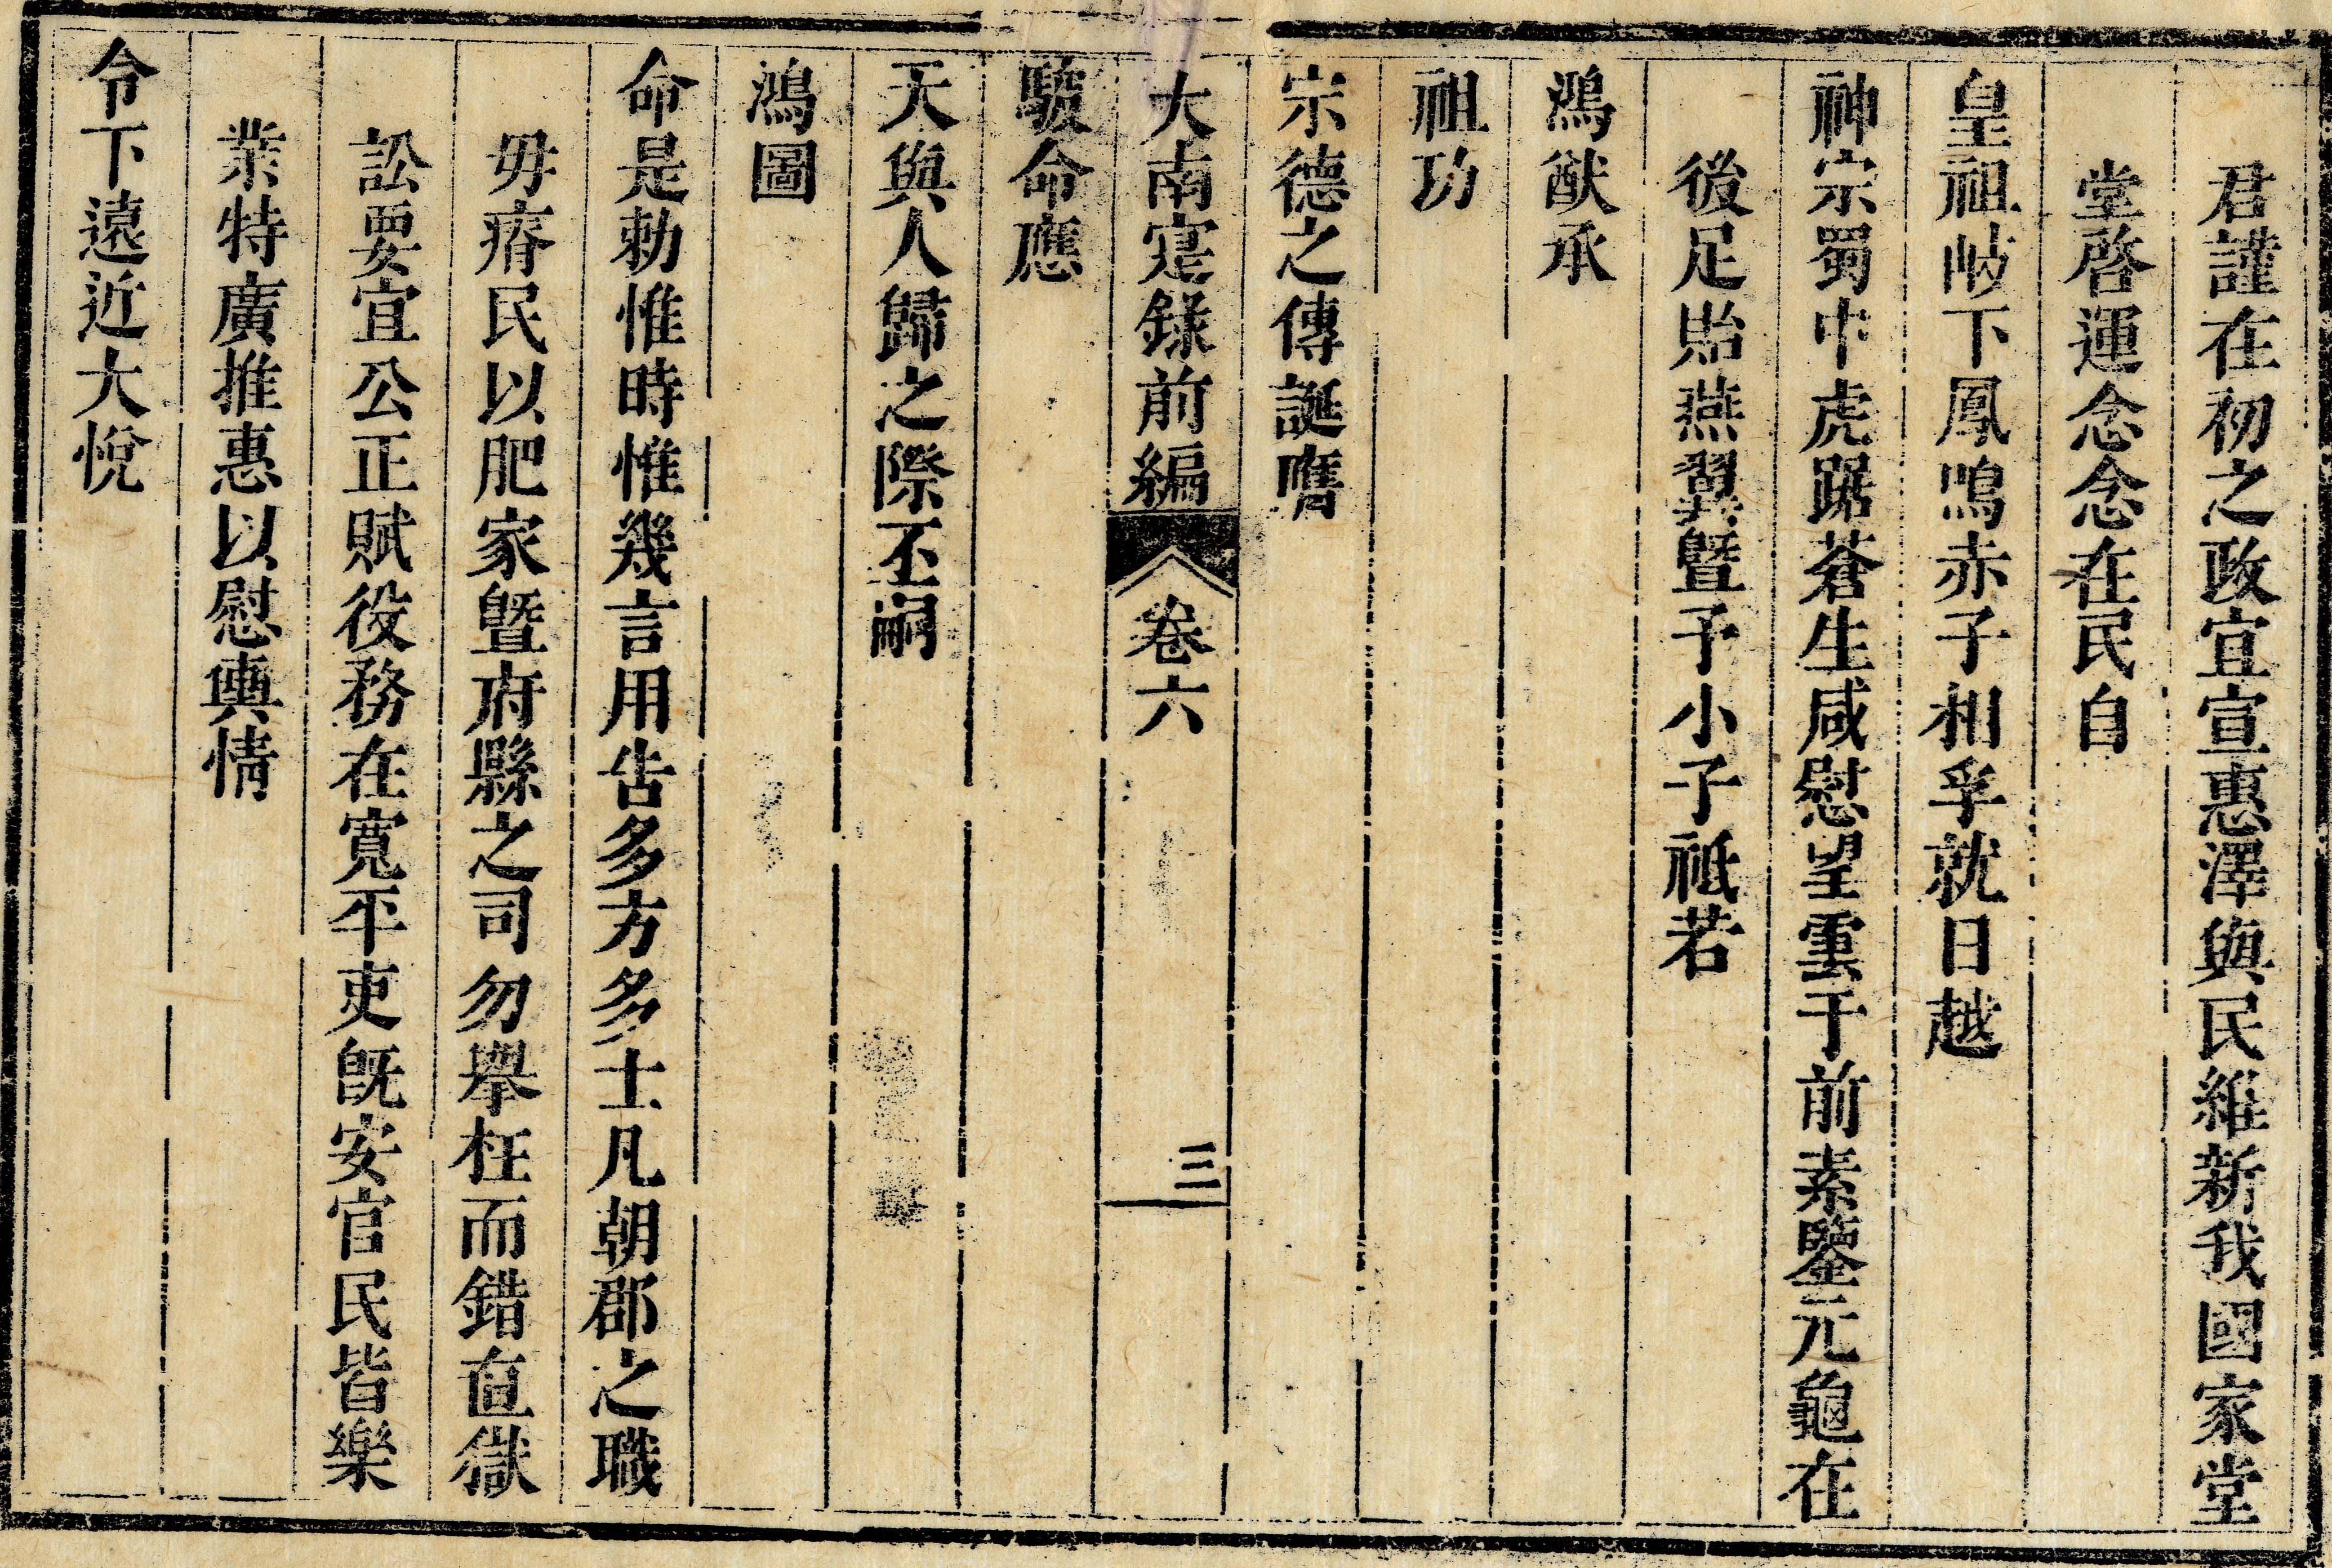 君謹在初之政宜宣惠澤與民維新我國家堂
堂啓運念念在民自
皇祖岐下鳳鳴赤子相孚就日越
神宗蜀中虎踞蒼生咸慰望雲于前素鑒元龜在
後足貽燕翼曁予小子祗若
鴻猷承
祖功
宗德之傳誕膺
大南寔錄前編 卷六 三
駿命應
天與人歸之際丕嗣
鴻圖
命是勅惟時惟幾言用告多方多士凡朝郡之職
毋瘠民以肥家曁府縣之司勿舉枉而錯直獄
訟要宜公正賦役務在寬平吏旣安官民皆樂
業特廣推惠以慰輿情
令下遠近大悅